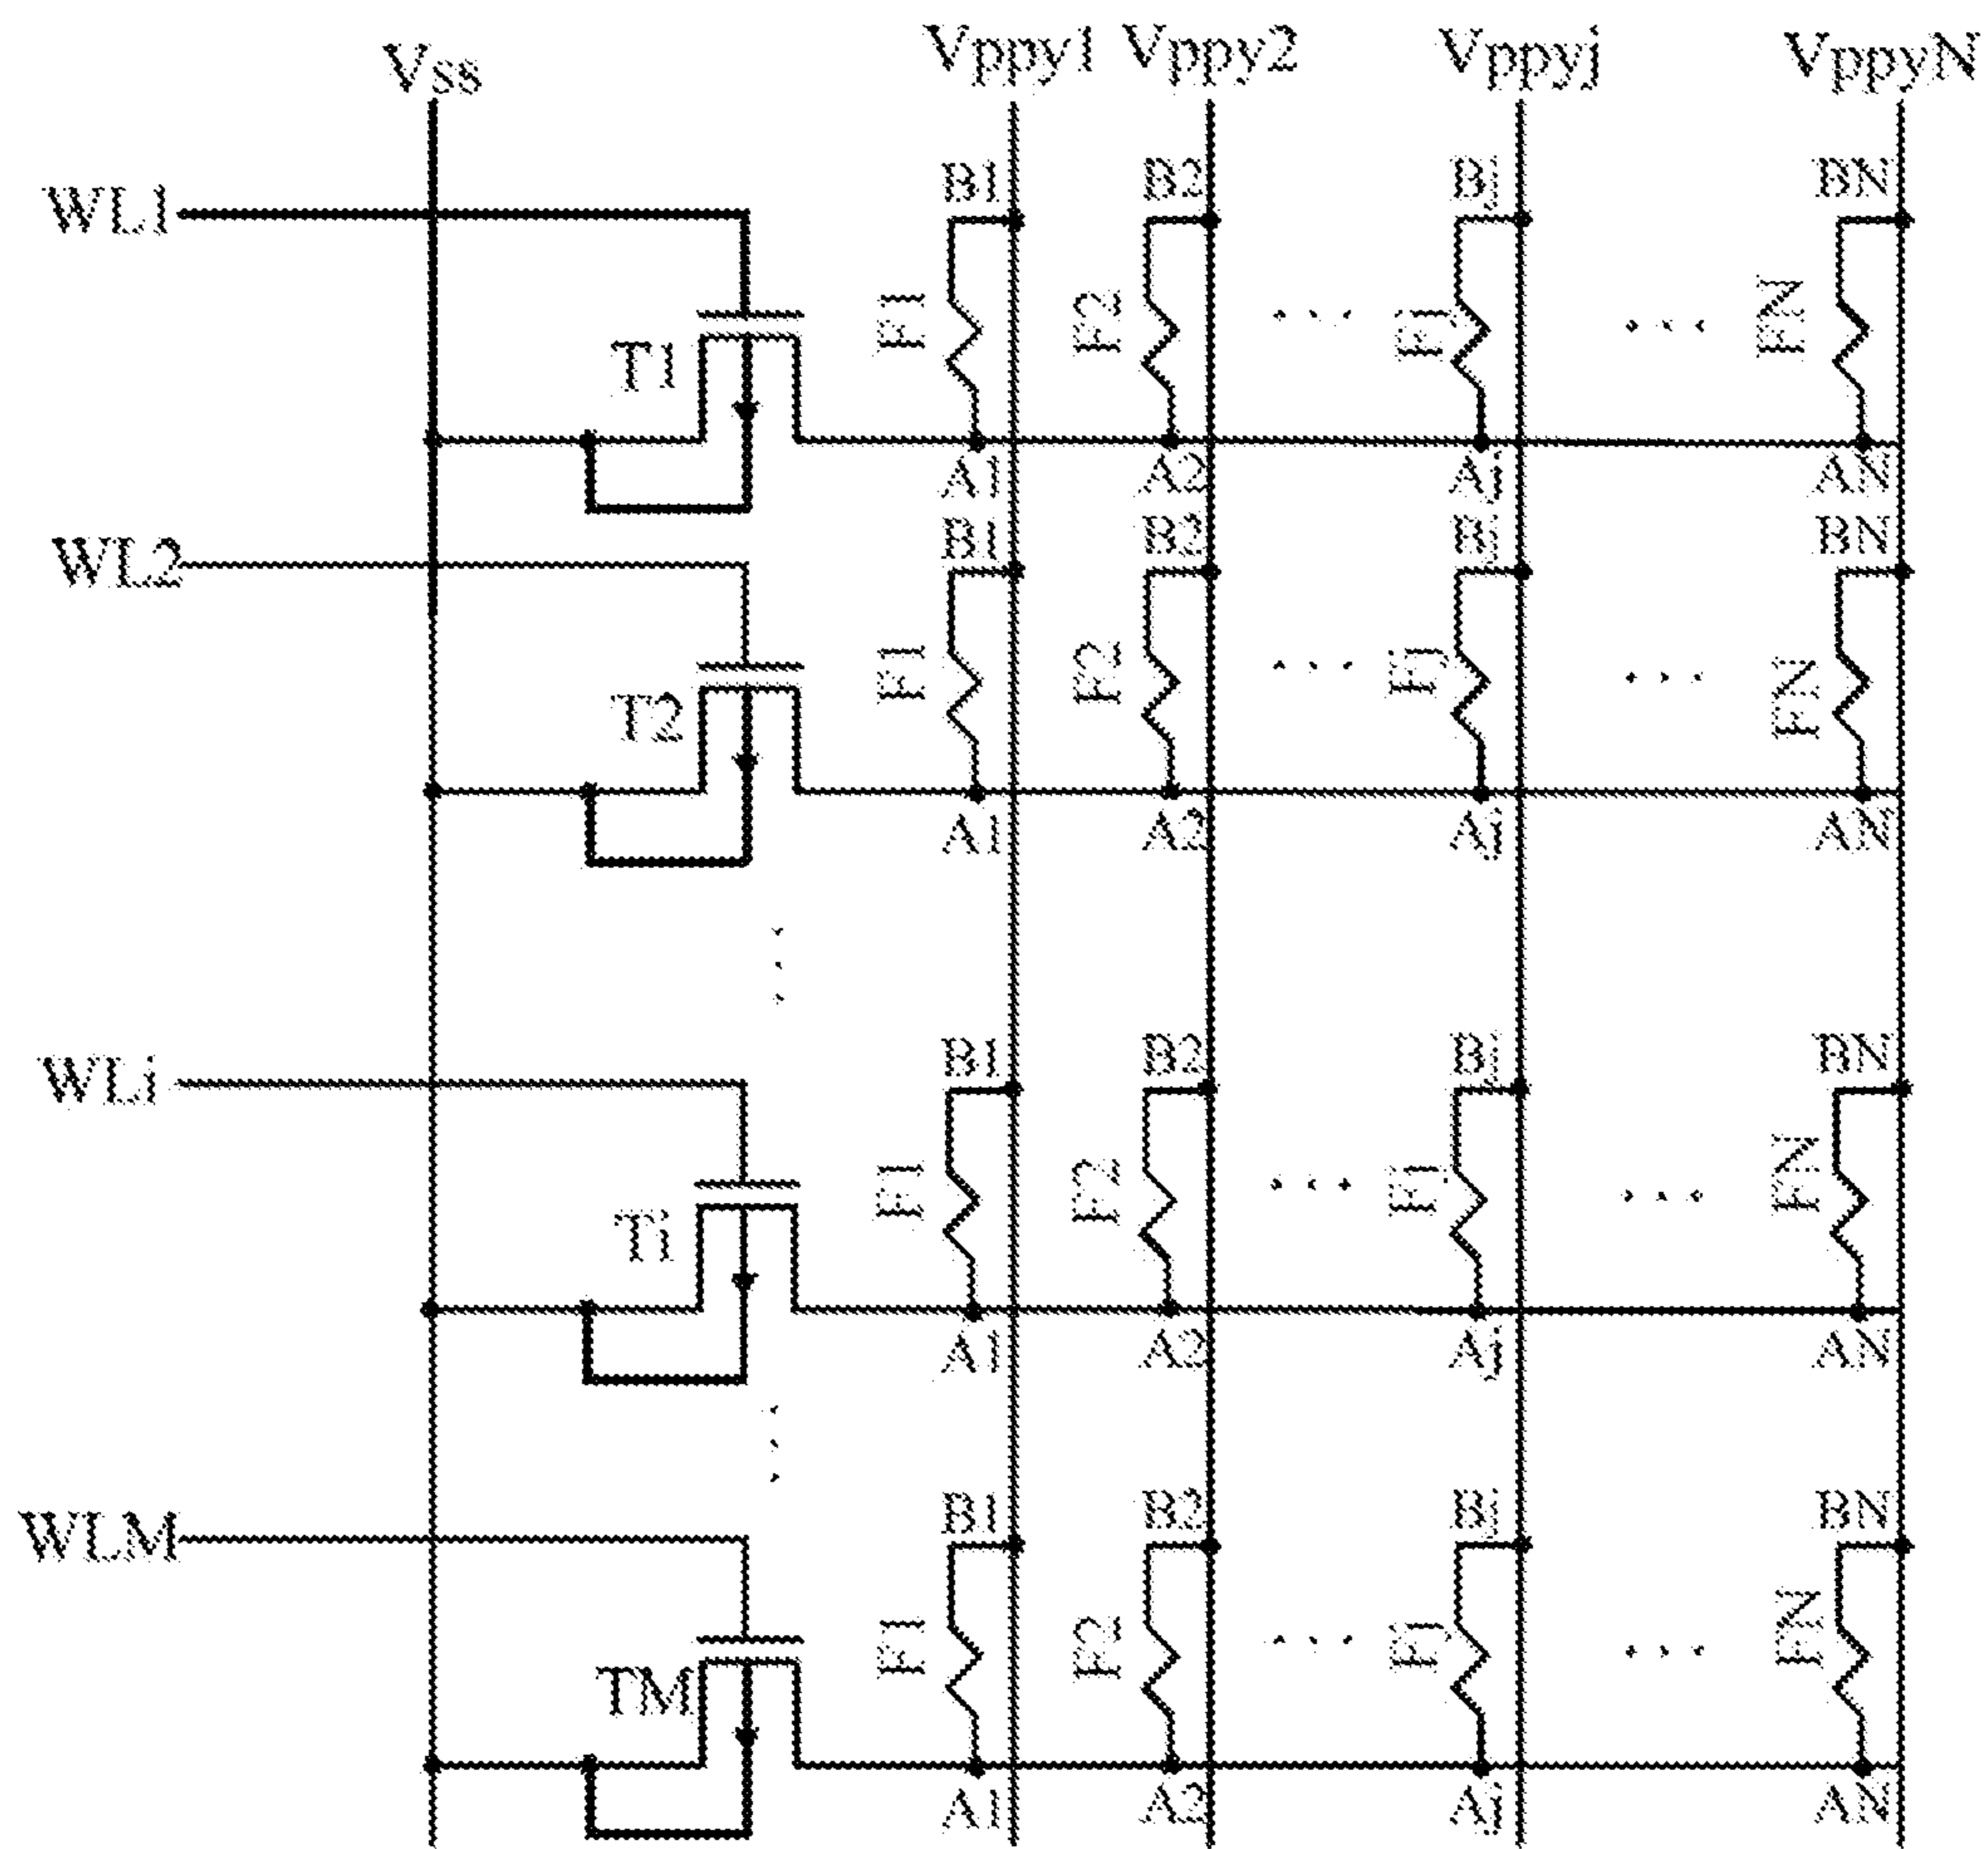 Vss Vppy1 Vppy2 Vppyj VppyN
WL1 B1 B2 Bj BN
T1 F1 F2 Fj FN
A1 A2 Aj AN
WL2 B1 B2 Bj BN
T2 F1 F2 Fj FN
A1 A2 Aj AN
WLi B1 B2 Bj BN
Ti F1 F2 Fj FN
A1 A2 Aj AN
WLM B1 B2 Bj BN
TM F1 F2 Fj FN
A1 A2 Aj AN